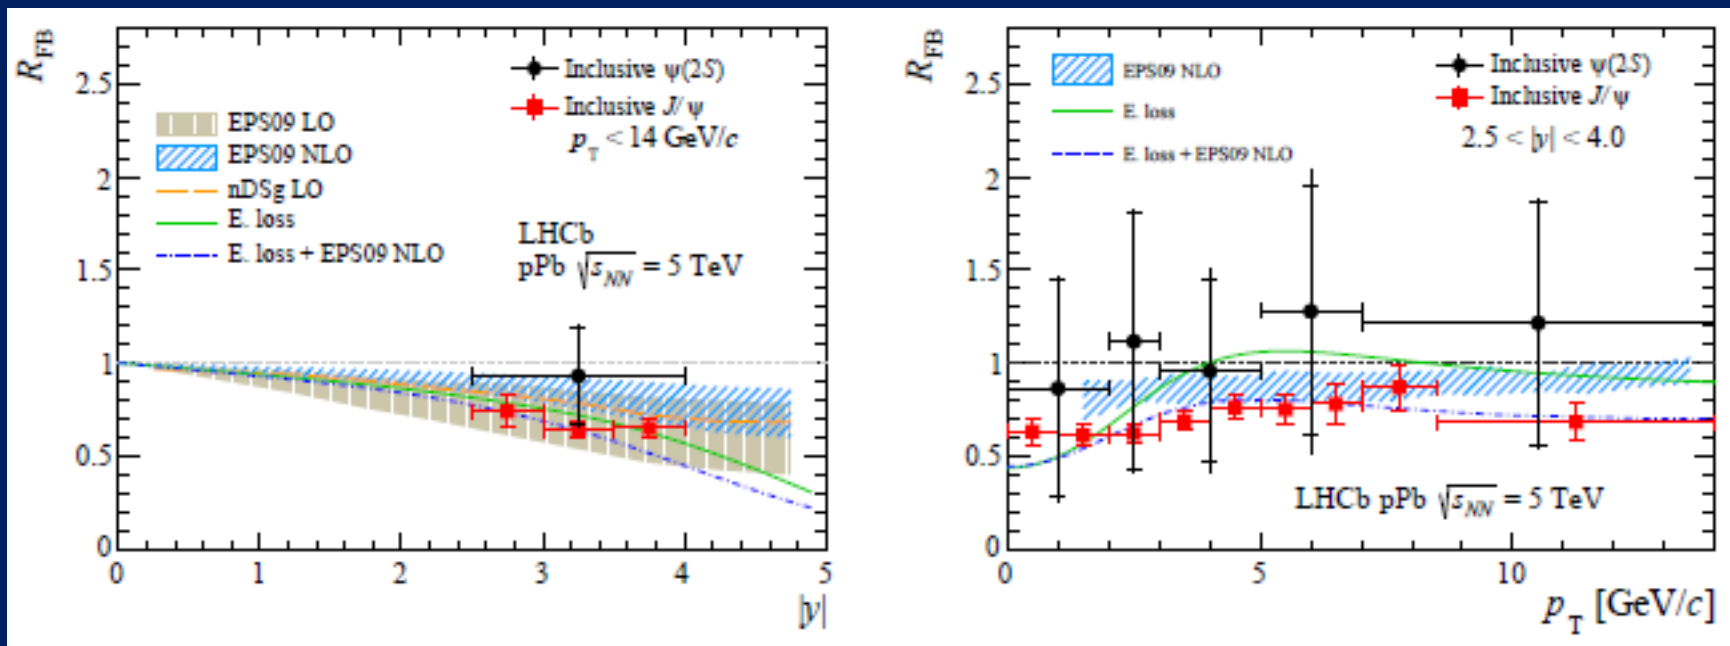 R_FB
Inclusive ψ(2S)
Inclusive J/ψ
p_T < 14 GeV/c
EPS09 LO
EPS09 NLO
nDSg LO
E. loss
E. loss + EPS09 NLO
LHCb
pPb √s_NN = 5 TeV
2.5
2
1.5
1
0.5
0
0 1 2 3 4 5
|y|
R_FB
EPS09 NLO
E. loss
E. loss + EPS09 NLO
Inclusive ψ(2S)
Inclusive J/ψ
2.5 < |y| < 4.0
LHCb pPb √s_NN = 5 TeV
2.5
2
1.5
1
0.5
0
0 5 10
p_T [GeV/c]